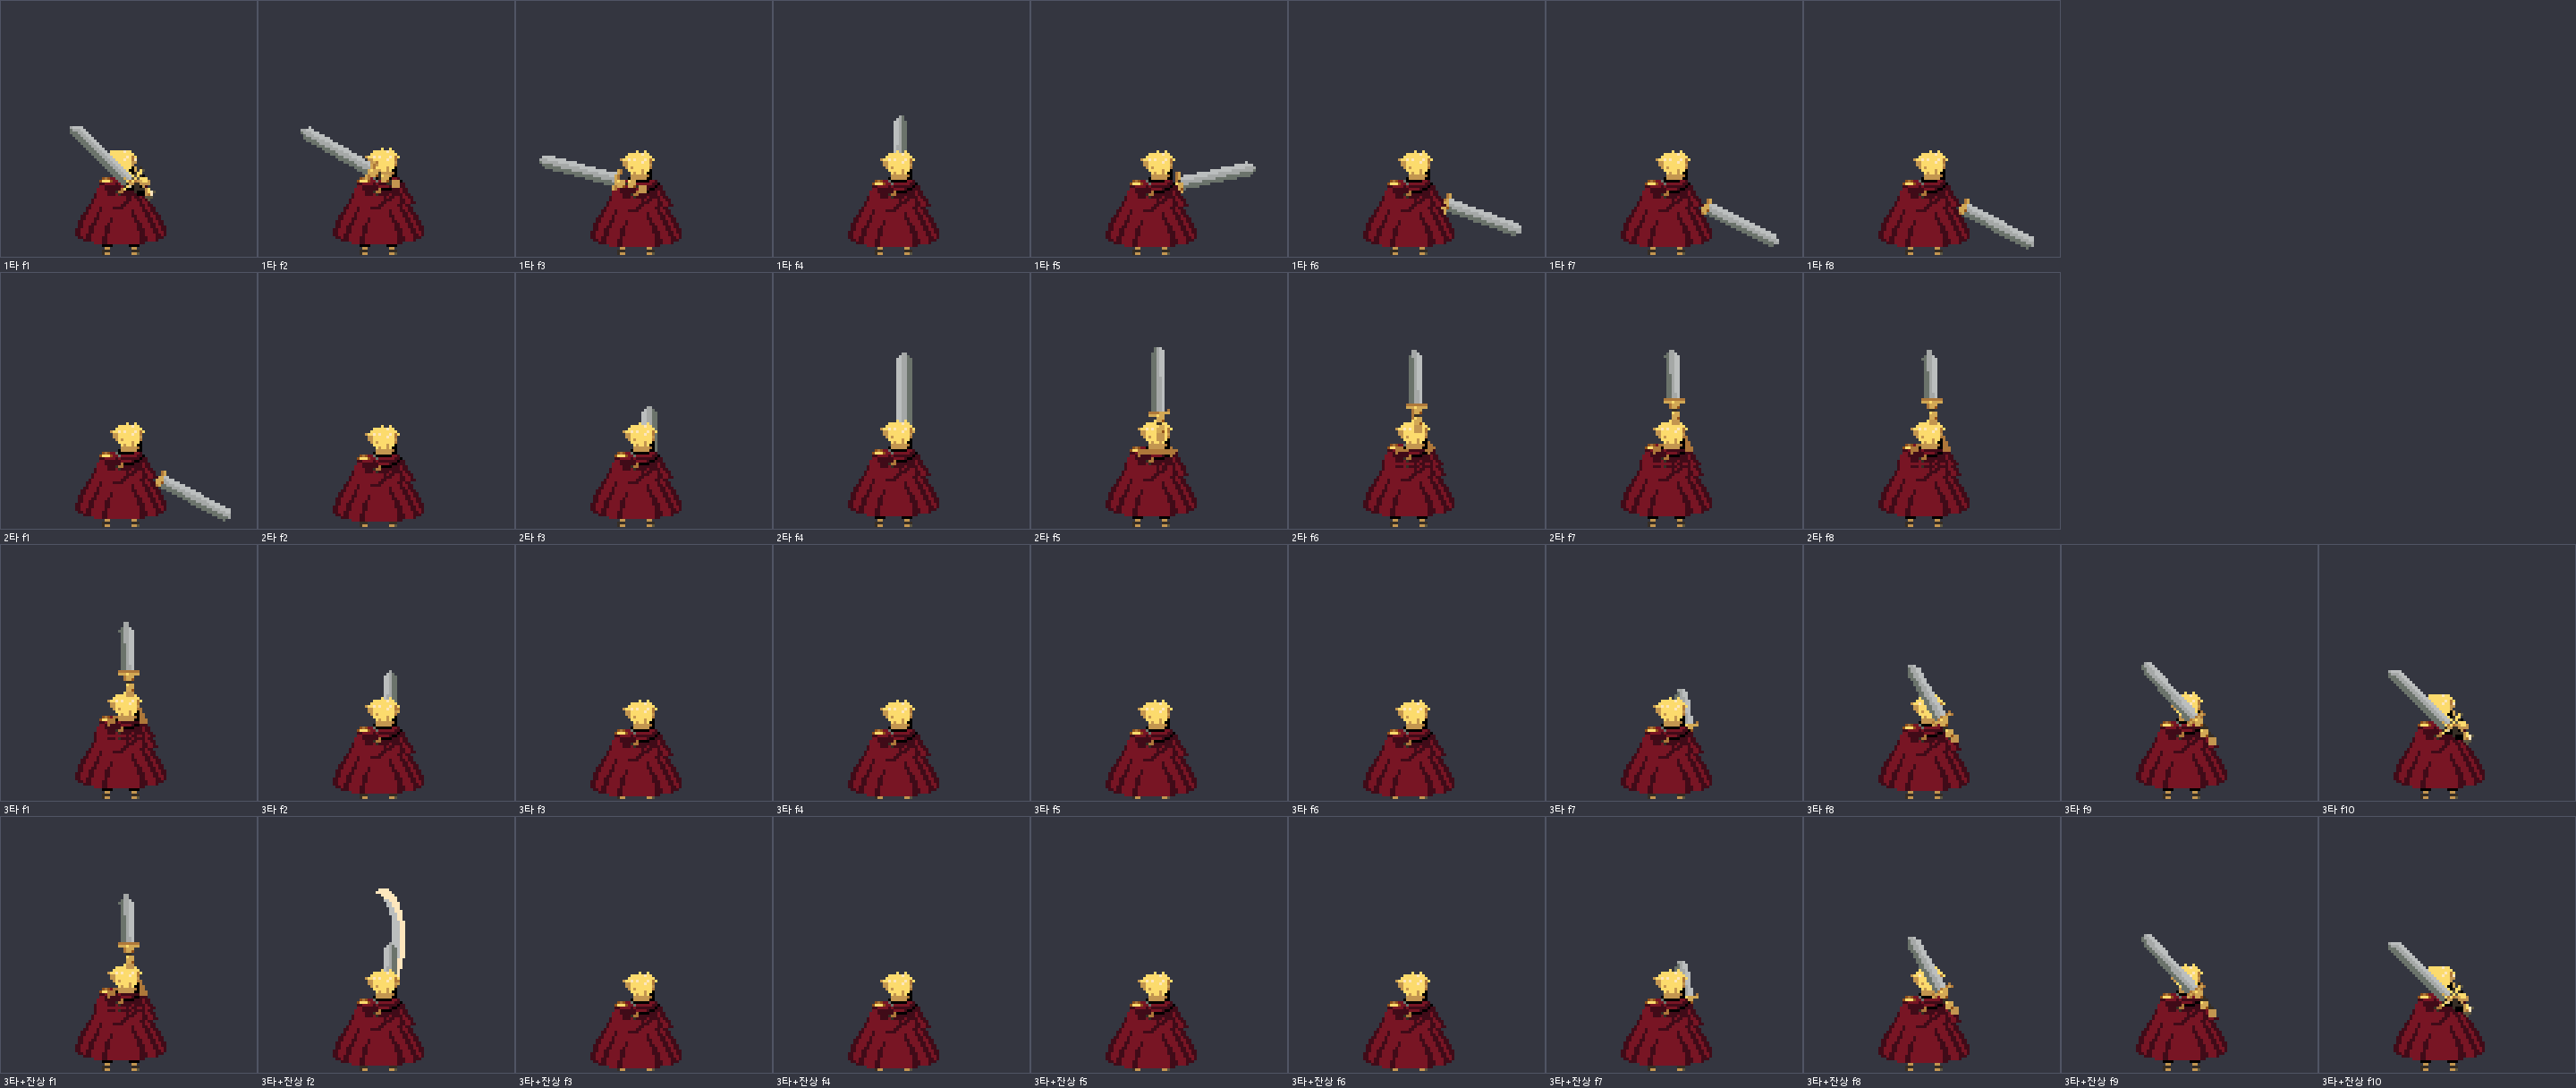 1타 f1
1타 f2
1타 f3
1타 f4
1타 f5
1타 f6
1타 f7
1타 f8
2타 f1
2타 f2
2타 f3
2타 f4
2타 f5
2타 f6
2타 f7
2타 f8
3타 f1
3타 f2
3타 f3
3타 f4
3타 f5
3타 f6
3타 f7
3타 f8
3타 f9
3타 f10
3타+잔상 f1
3타+잔상 f2
3타+잔상 f3
3타+잔상 f4
3타+잔상 f5
3타+잔상 f6
3타+잔상 f7
3타+잔상 f8
3타+잔상 f9
3타+잔상 f10